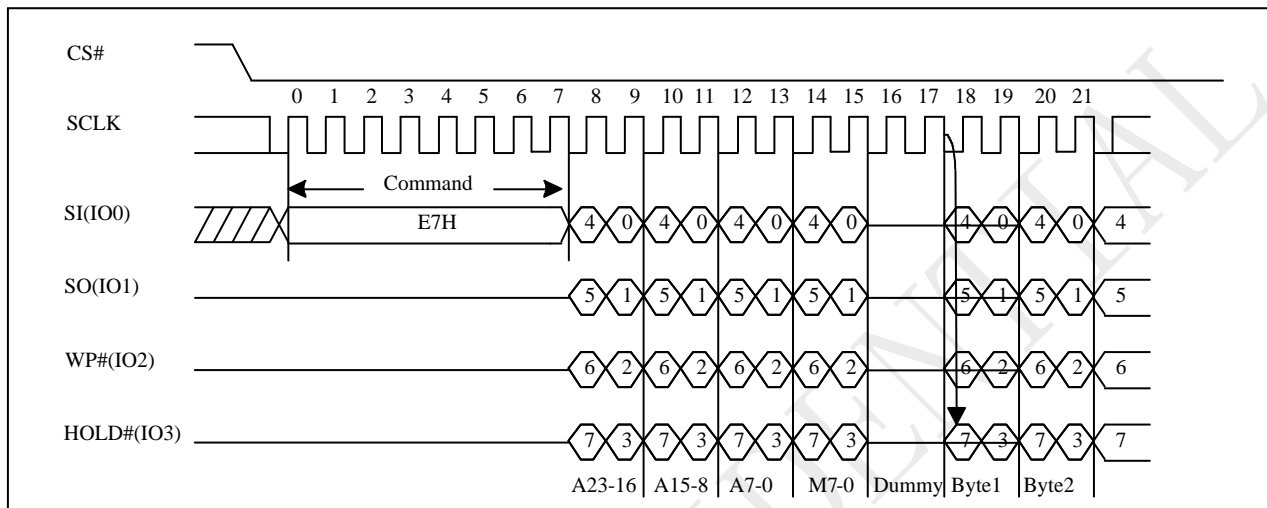 CS#
0 1 2 3 4 5 6 7 8 9 10 11 12 13 14 15 16 17 18 19 20 21
SCLK
Command
SI(IO0) E7H 4 0 4 0 4 0 4 0 4 0 4 0 4
SO(IO1) 5 1 5 1 5 1 5 1 5 1 5 1 5
WP#(IO2) 6 2 6 2 6 2 6 2 6 2 6 2 6
HOLD#(IO3) 7 3 7 3 7 3 7 3 7 3 7 3 7
A23-16 A15-8 A7-0 M7-0 Dummy Byte1 Byte2
DENTIAL